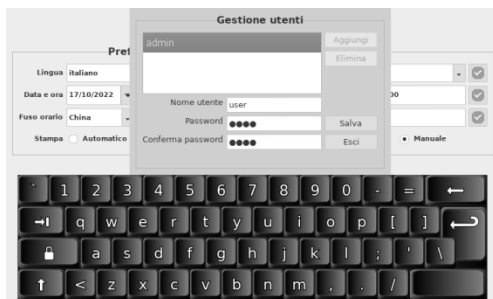 Gestione utenti
admin
Aggiungi
Elimina
Nome utente user
Password ●●●●
Salva
Conferma password ●●●●
Esci
Pref
Lingua italiano
Data e ora 17/10/2022
00
Fuso orario China
Stampa Automatico
Manuale
` 1 2 3 4 5 6 7 8 9 0 - =
q w e r t y u i o p [ ]
a s d f g h j k l ; ' \
< z x c v b n m , . /